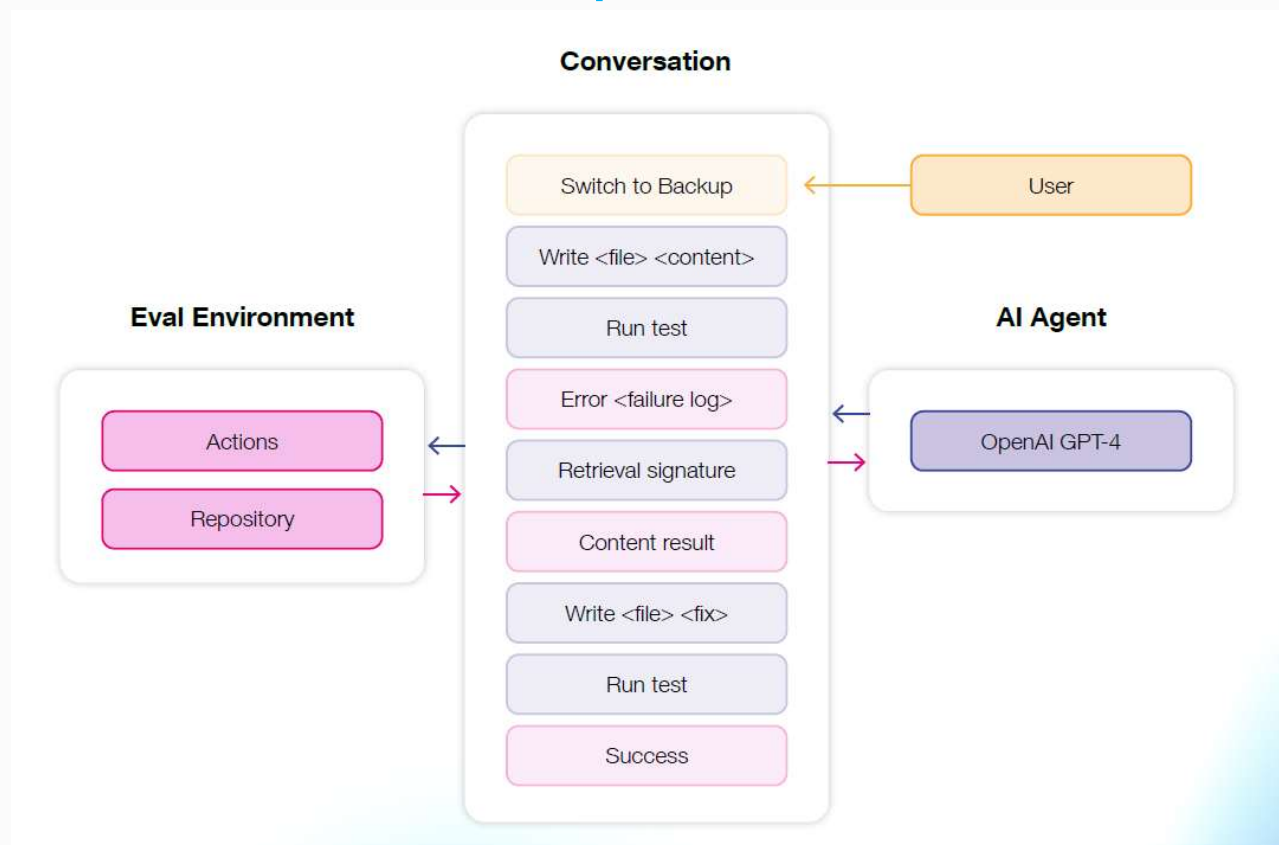 Conversation
Switch to Backup
User
Write <file> <content>
Eval Environment
Run test
AI Agent
Error <failure log>
Actions
Retrieval signature
OpenAI GPT-4
Repository
Content result
Write <file> <fix>
Run test
Success